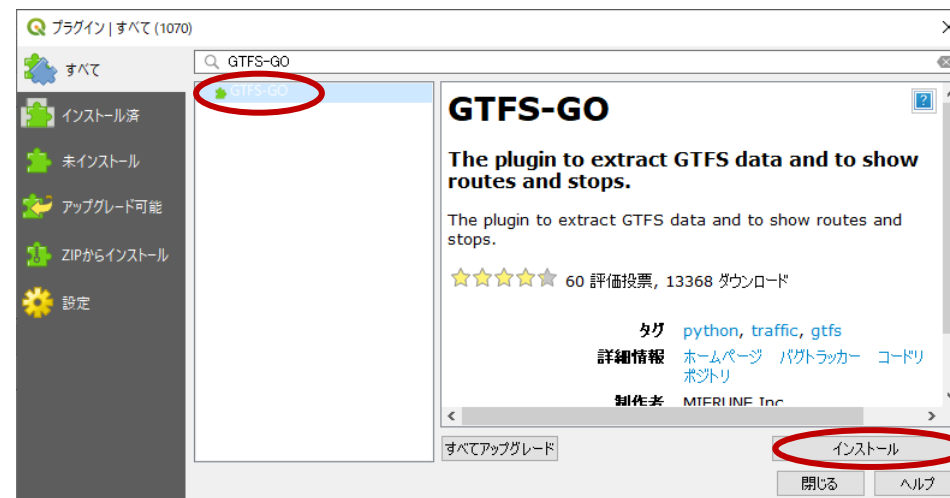 プラグイン | すべて (1070)
すべて
インストール済
未インストール
アップグレード可能
ZIPからインストール
設定
GTFS-GO
GTFS-GO
GTFS-GO
The plugin to extract GTFS data and to show
routes and stops.
The plugin to extract GTFS data and to show routes and
stops.
60 評価投票, 13368 ダウンロード
タグ python, traffic, gtfs
詳細情報 ホームページ バグトラッカー コードリ
ポジトリ
制作者 MIERUNE Inc
すべてアップグレード
インストール
閉じる
ヘルプ